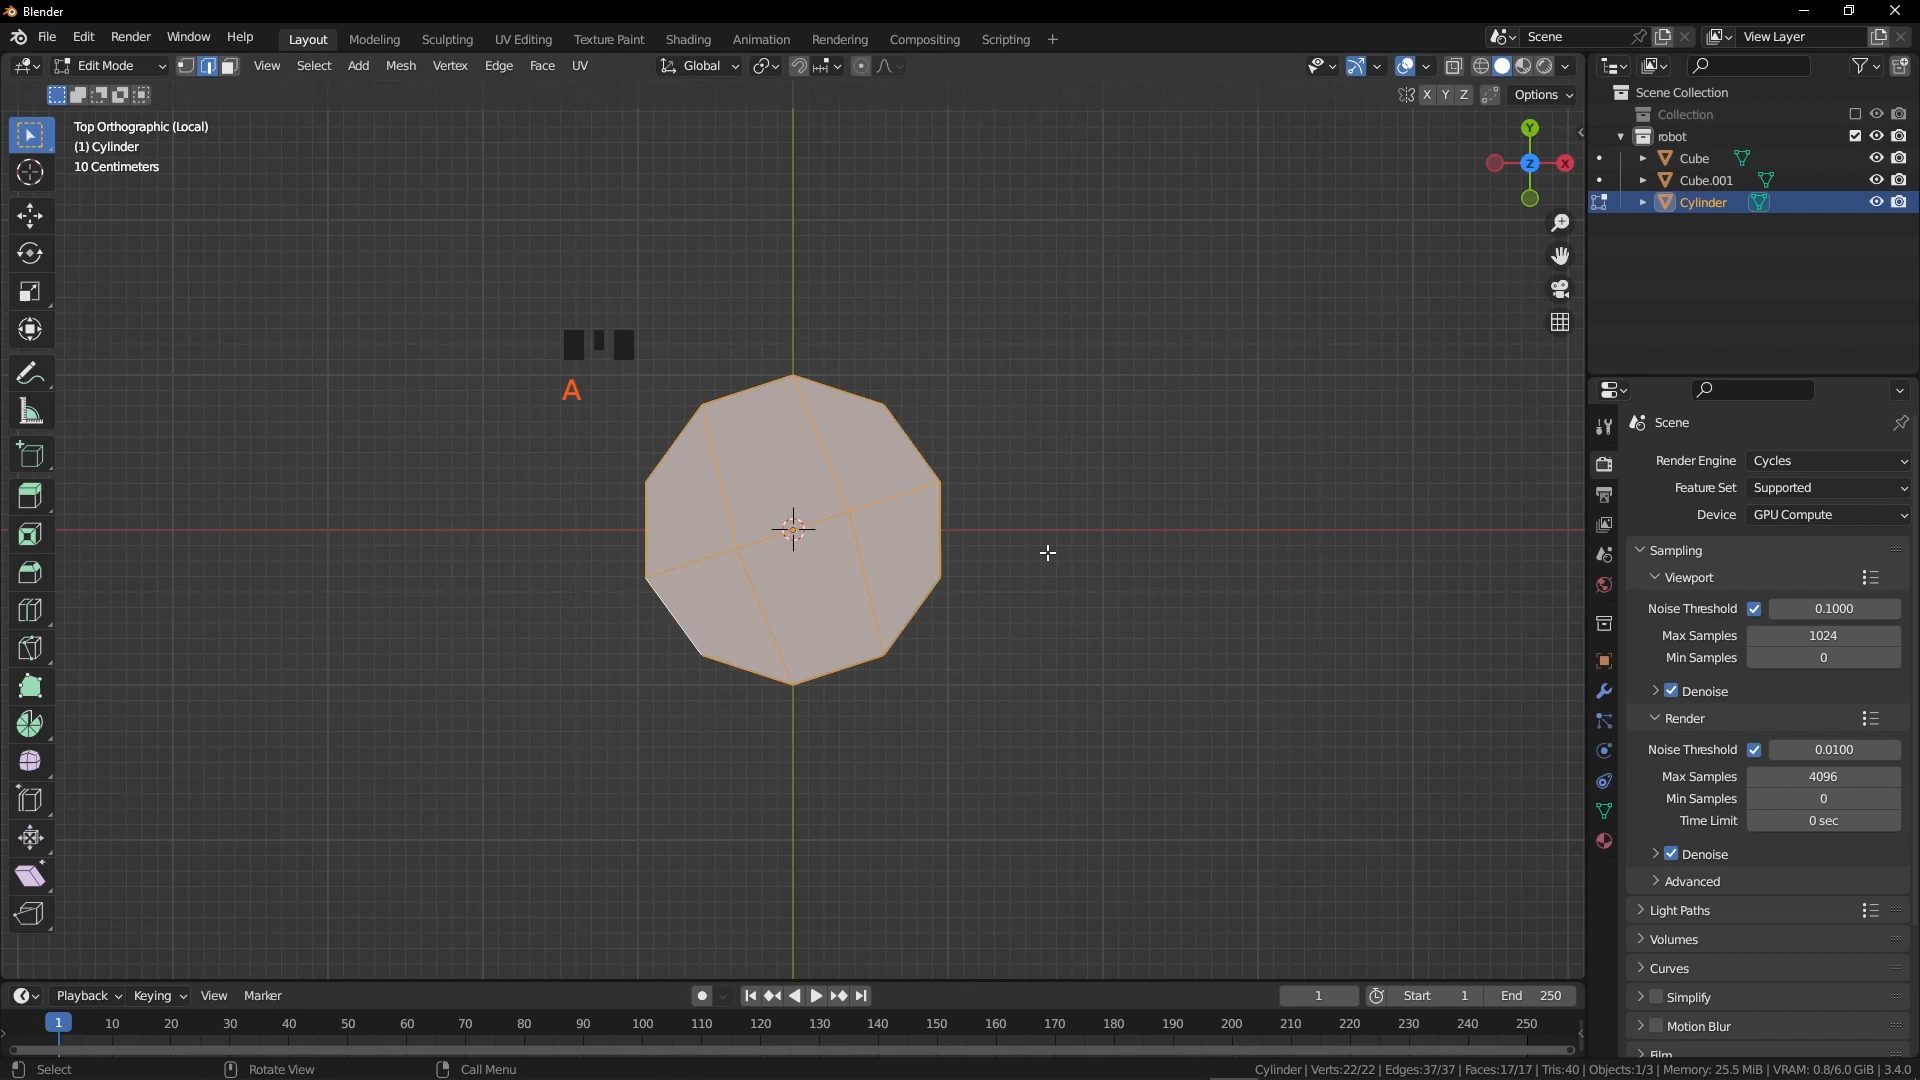 Blender
File Edit Render Window Help
Layout Modeling Sculpting UV Editing Texture Paint Shading Animation Rendering Compositing Scripting +
Scene
View Layer
Edit Mode
View Select Add Mesh Vertex Edge Face UV
Global
X Y Z
Options
Top Orthographic (Local)
(1) Cylinder
10 Centimeters
Y
Z
X
A
Scene Collection
Collection
robot
Cube
Cube.001
Cylinder
Scene
Render Engine Cycles
Feature Set Supported
Device GPU Compute
Sampling
Viewport
Noise Threshold 0.1000
Max Samples 1024
Min Samples 0
Denoise
Render
Noise Threshold 0.0100
Max Samples 4096
Min Samples 0
Time Limit 0 sec
Denoise
Advanced
Light Paths
Volumes
Curves
Simplify
Motion Blur
Film
Playback Keying View Marker
1
Start 1
End 250
1 10 20 30 40 50 60 70 80 90 100 110 120 130 140 150 160 170 180 190 200 210 220 230 240 250
Select
Rotate View
Call Menu
Cylinder | Verts:22/22 | Edges:37/37 | Faces:17/17 | Tris:40 | Objects:1/3 | Memory: 25.5 MiB | VRAM: 0.8/6.0 GiB | 3.4.0